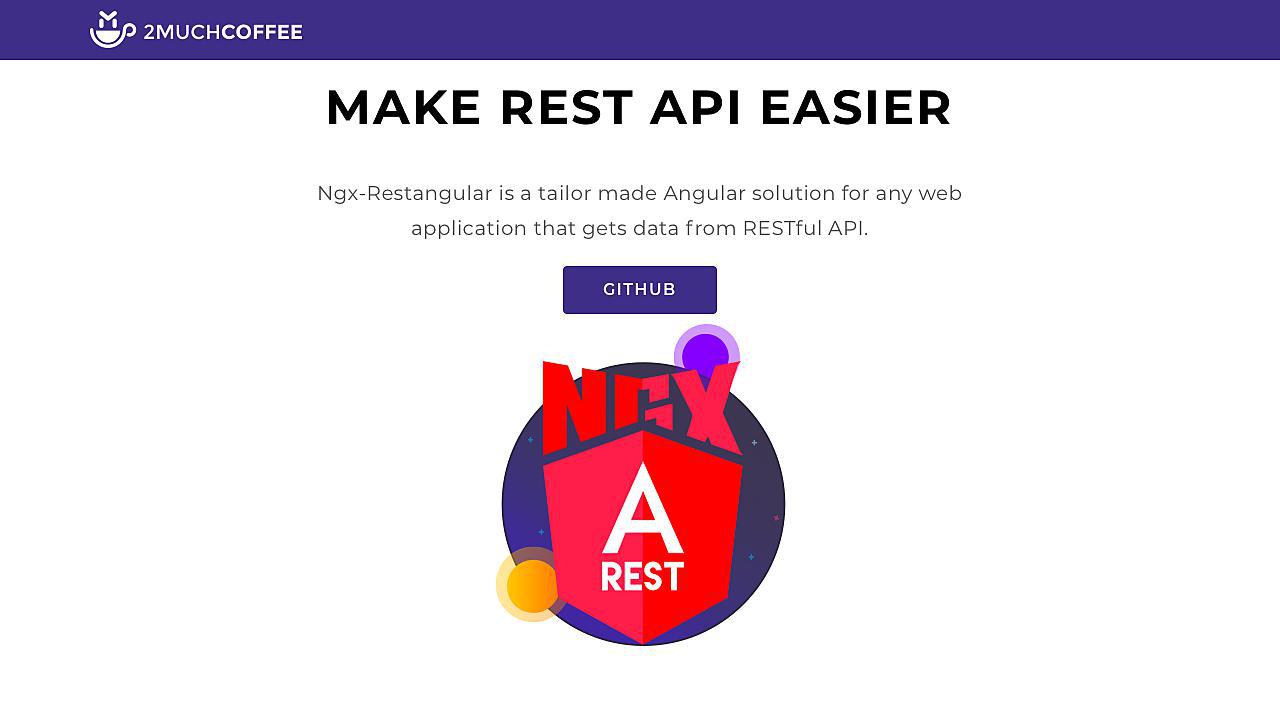 2MUCHCOFFEE
MAKE REST API EASIER
Ngx-Restangular is a tailor made Angular solution for any web
application that gets data from RESTful API.
GITHUB
NGX
A
REST